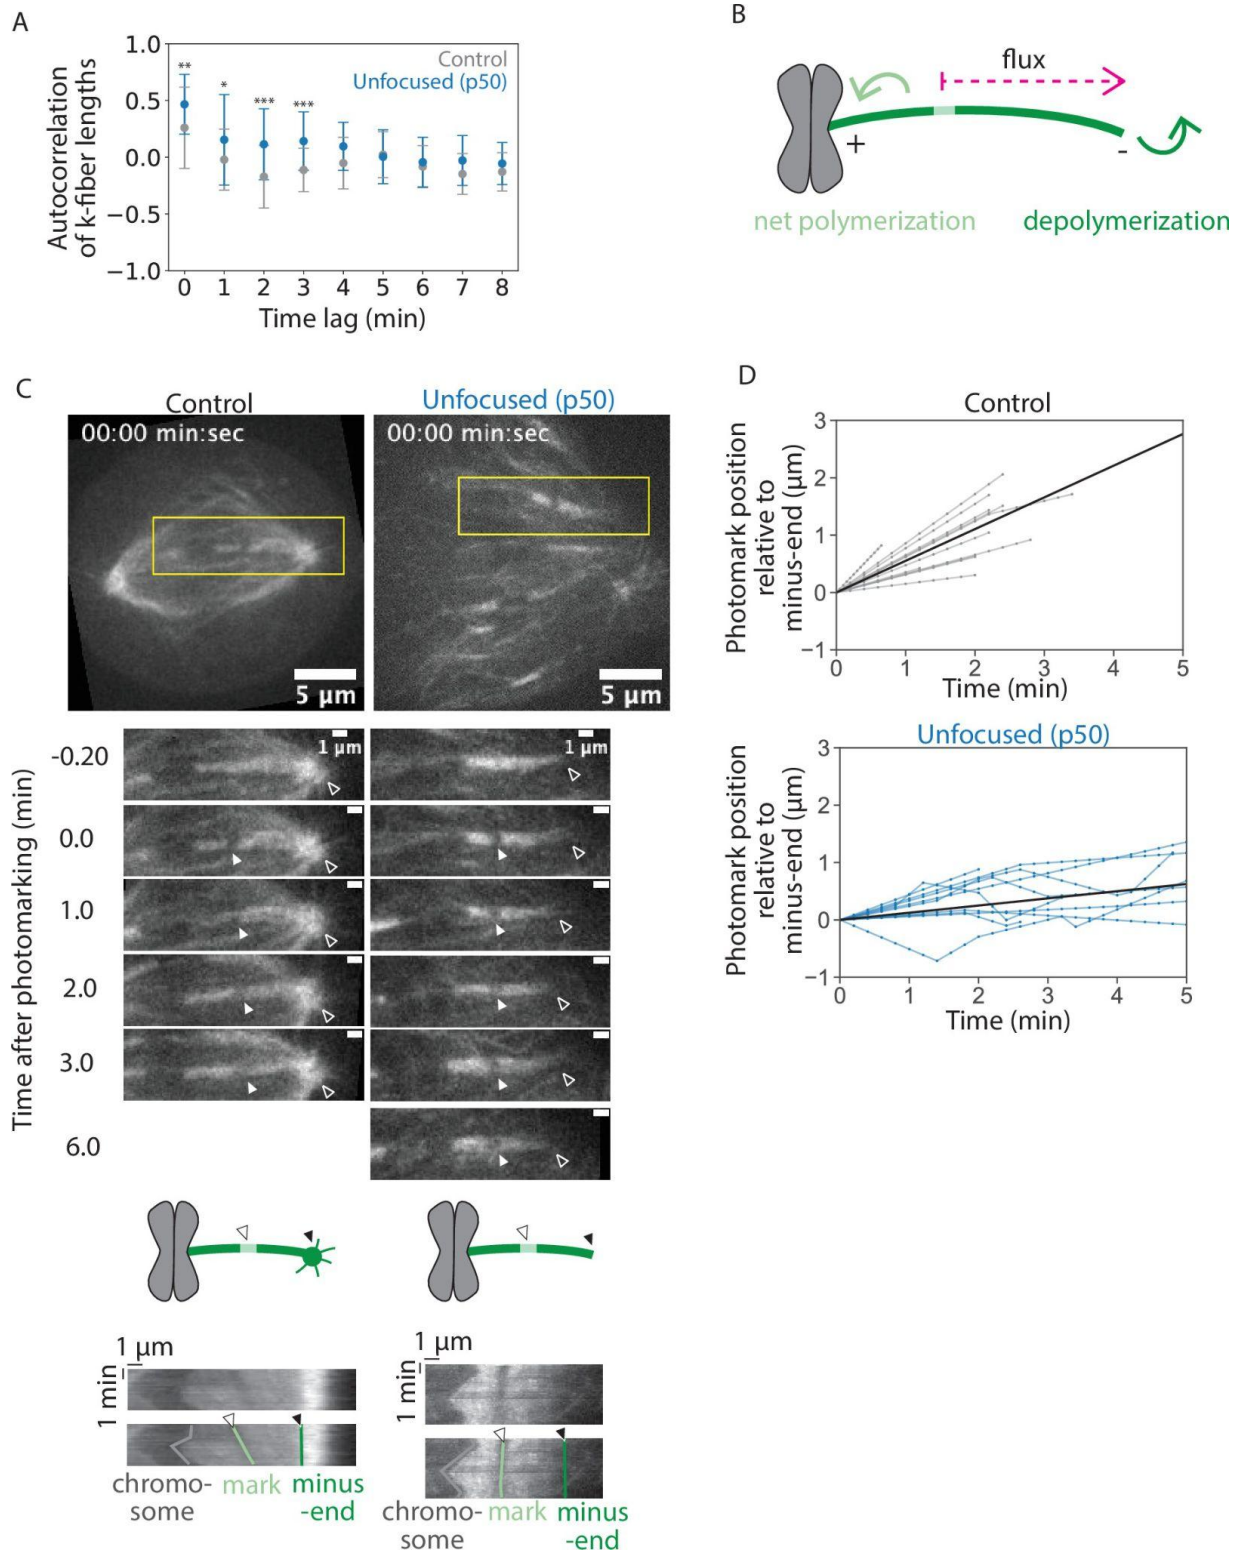 A
Autocorrelation
of k-fiber lengths
1.0
0.5
0.0
−0.5
−1.0
Control
Unfocused (p50)
**
*
***
***
0 1 2 3 4 5 6 7 8
Time lag (min)
B
flux
+
-
net polymerization
depolymerization
C
Control
Unfocused (p50)
00:00 min:sec
00:00 min:sec
5 μm
5 μm
Time after photomarking (min)
-0.20
1 μm
1 μm
0.0
1.0
2.0
3.0
6.0
1 μm
1 min
chromo-
some
mark
minus
-end
1 μm
1 min
chromo-
some
mark
minus
-end
D
Control
Photomark position
relative to
minus-end (μm)
3
2
1
0
−1
0 1 2 3 4 5
Time (min)
Unfocused (p50)
Photomark position
relative to
minus-end (μm)
3
2
1
0
−1
0 1 2 3 4 5
Time (min)